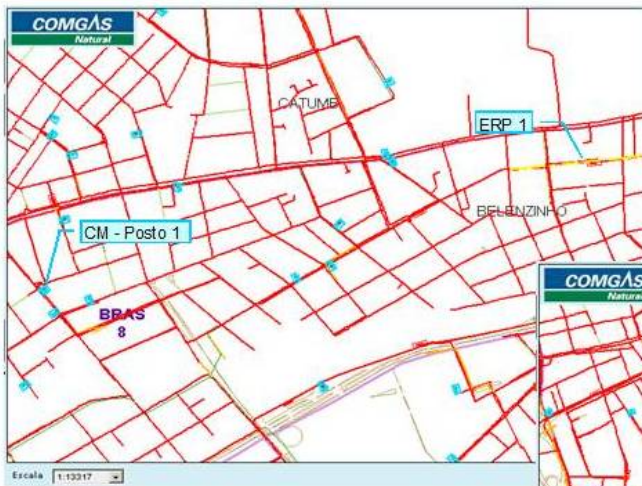 COMGÁS
Natural
CATUMBI
ERP 1
BELENZINHO
CM - Posto 1
BRAS
8
COMGÁS
Natural
Escala 1:13317